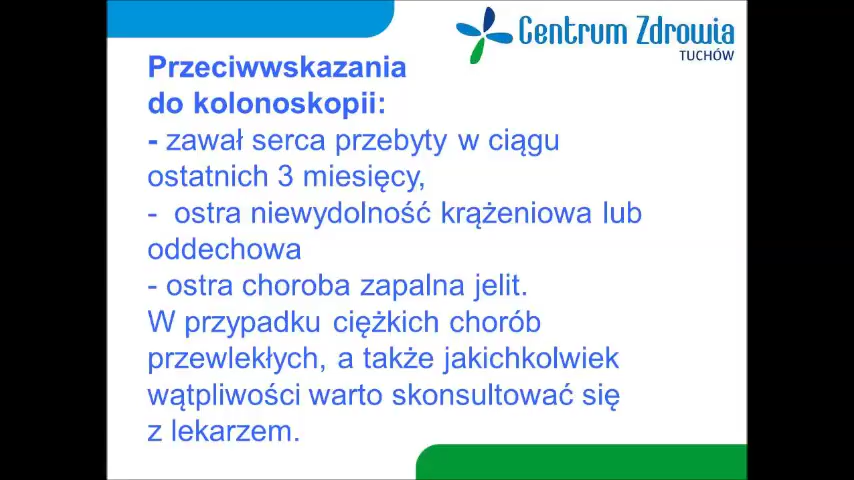 Centrum Zdrowia
TUCHÓW
Przeciwwskazania
do kolonoskopii:
- zawał serca przebyty w ciągu
ostatnich 3 miesięcy,
- ostra niewydolność krążeniowa lub
oddechowa
- ostra choroba zapalna jelit.
W przypadku ciężkich chorób
przewlekłych, a także jakichkolwiek
wątpliwości warto skonsultować się
z lekarzem.